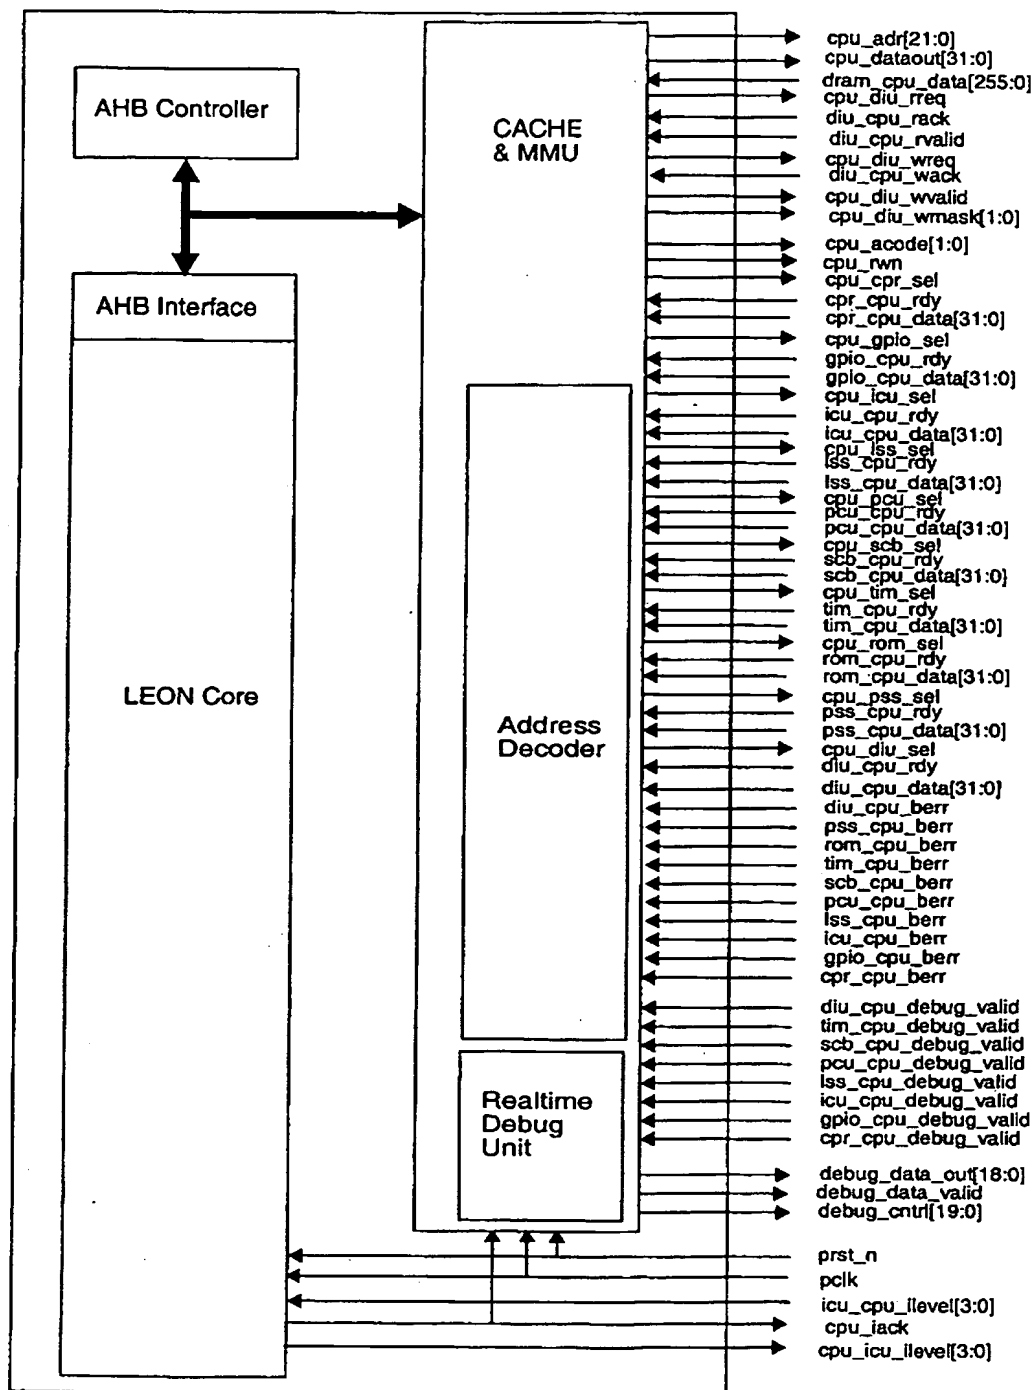 AHB Controller
AHB Interface
LEON Core
CACHE
& MMU
Address
Decoder
Realtime
Debug
Unit
cpu_adr[21:0]
cpu_dataout[31:0]
dram_cpu_data[255:0]
cpu_diu_rreq
diu_cpu_rack
diu_cpu_rvalid
cpu_diu_wreq
diu_cpu_wack
cpu_diu_wvalid
cpu_diu_wmask[1:0]
cpu_acode[1:0]
cpu_rwn
cpu_cpr_sel
cpr_cpu_rdy
cpr_cpu_data[31:0]
cpu_gpio_sel
gpio_cpu_rdy
gpio_cpu_data[31:0]
cpu_icu_sel
icu_cpu_rdy
icu_cpu_data[31:0]
cpu_lss_sel
lss_cpu_rdy
lss_cpu_data[31:0]
cpu_pcu_sel
pcu_cpu_rdy
pcu_cpu_data[31:0]
cpu_scb_sel
scb_cpu_rdy
scb_cpu_data[31:0]
cpu_tim_sel
tim_cpu_rdy
tim_cpu_data[31:0]
cpu_rom_sel
rom_cpu_rdy
rom_cpu_data[31:0]
cpu_pss_sel
pss_cpu_rdy
pss_cpu_data[31:0]
cpu_diu_sel
diu_cpu_rdy
diu_cpu_data[31:0]
diu_cpu_berr
pss_cpu_berr
rom_cpu_berr
tim_cpu_berr
scb_cpu_berr
pcu_cpu_berr
lss_cpu_berr
icu_cpu_berr
gpio_cpu_berr
cpr_cpu_berr
diu_cpu_debug_valid
tim_cpu_debug_valid
scb_cpu_debug_valid
pcu_cpu_debug_valid
lss_cpu_debug_valid
icu_cpu_debug_valid
gpio_cpu_debug_valid
cpr_cpu_debug_valid
debug_data_out[18:0]
debug_data_valid
debug_cntrl[19:0]
prst_n
pclk
icu_cpu_ilevel[3:0]
cpu_iack
cpu_icu_ilevel[3:0]